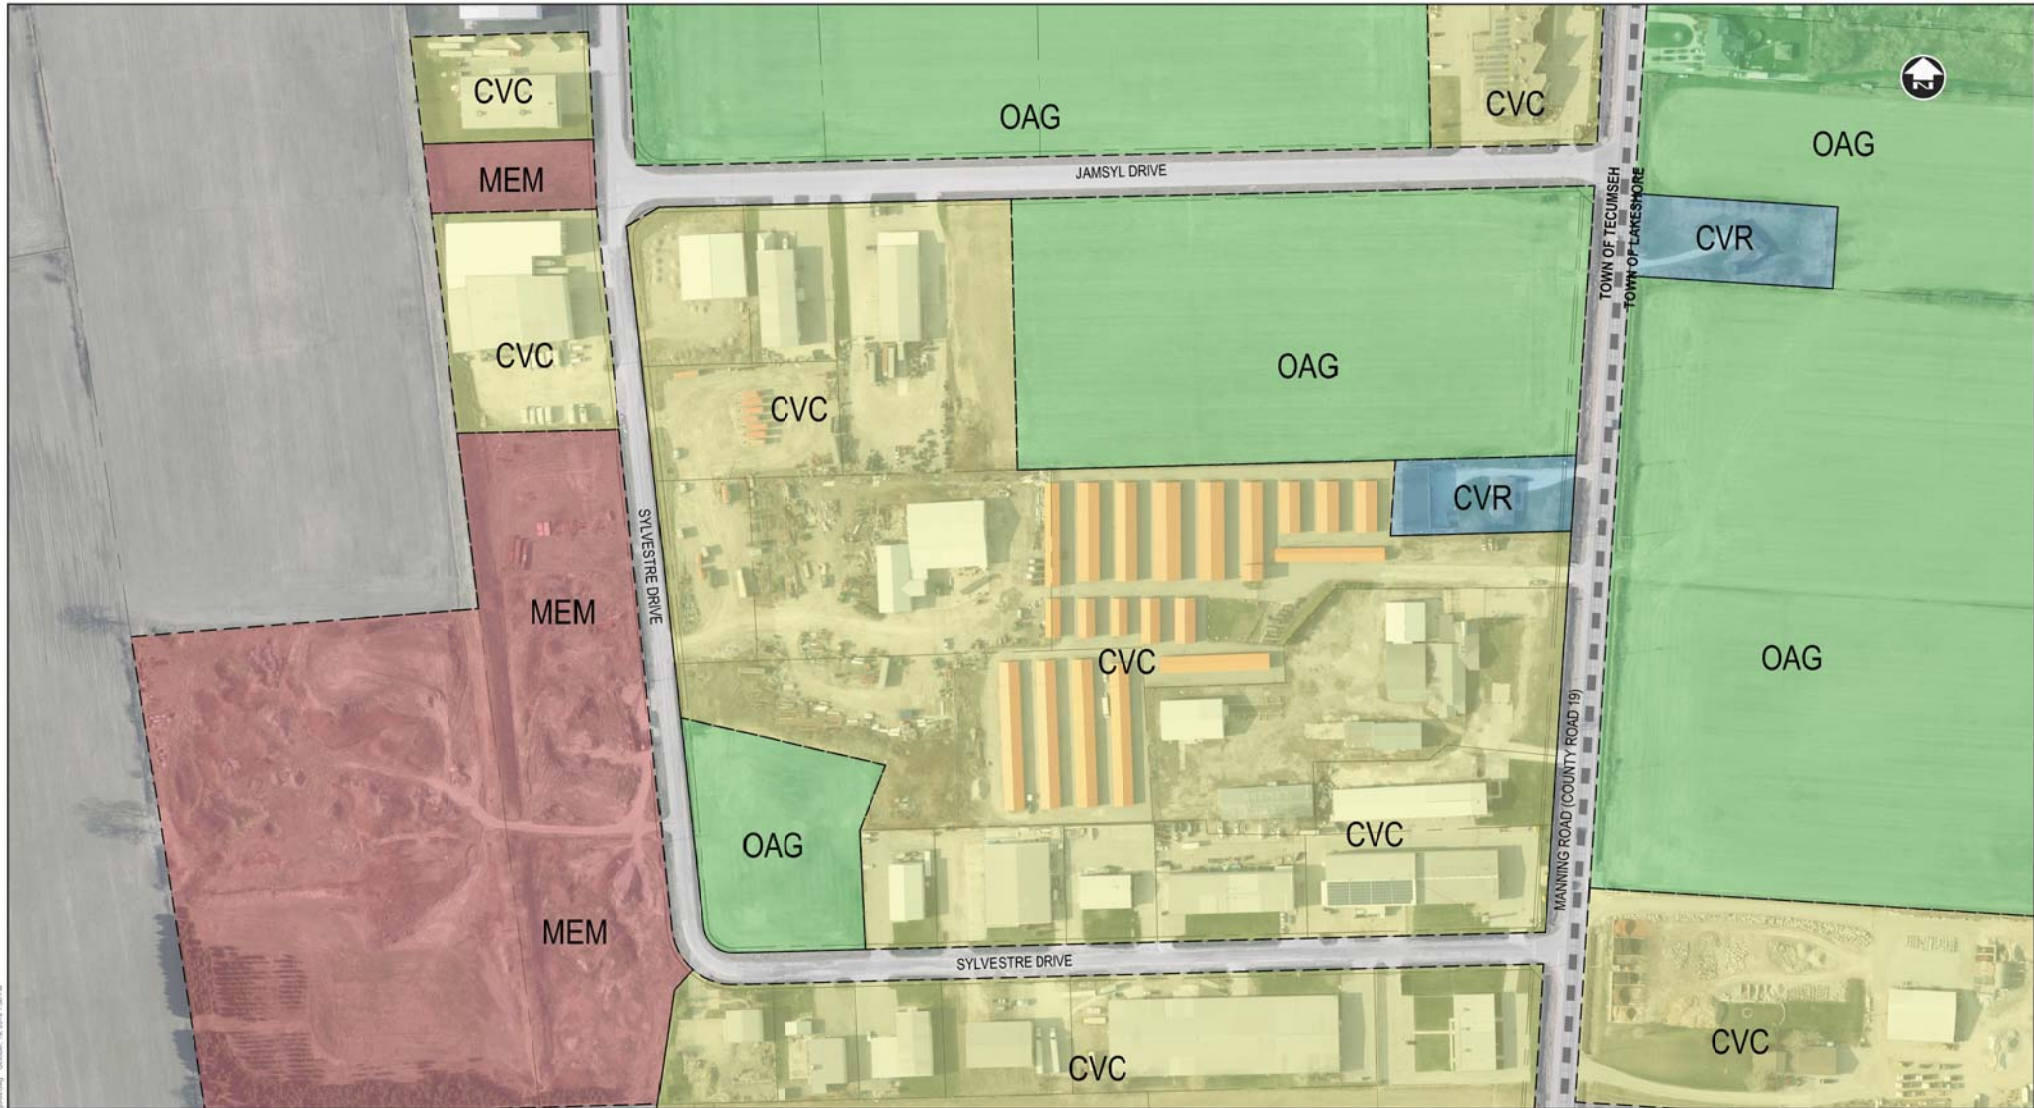 CVC
OAG
CVC
OAG
MEM
JAMSYL DRIVE
TOWN OF TECUMSEH
TOWN OF LAKESHORE
CVR
CVC
OAG
CVC
CVR
SYLVESTRE DRIVE
MEM
CVC
OAG
MANNING ROAD (COUNTY ROAD 19)
OAG
CVC
MEM
SYLVESTRE DRIVE
CVC
CVC
N